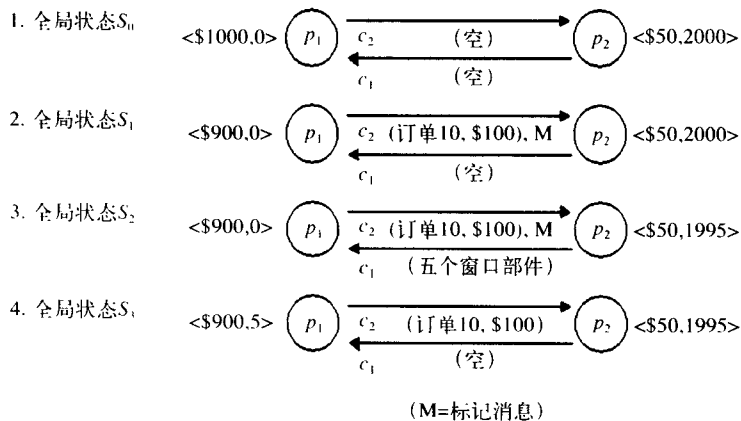 1. 全局状态S₀
<$1000,0> p₁ c₂ (空) p₂ <$50,2000>
c₁ (空)
2. 全局状态S₁
<$900,0> p₁ c₂ (订单10, $100), M p₂ <$50,2000>
c₁ (空)
3. 全局状态S₂
<$900,0> p₁ c₂ (订单10, $100), M p₂ <$50,1995>
c₁ (五个窗口部件)
4. 全局状态S₃
<$900,5> p₁ c₂ (订单10, $100) p₂ <$50,1995>
c₁ (空)
(M=标记消息)